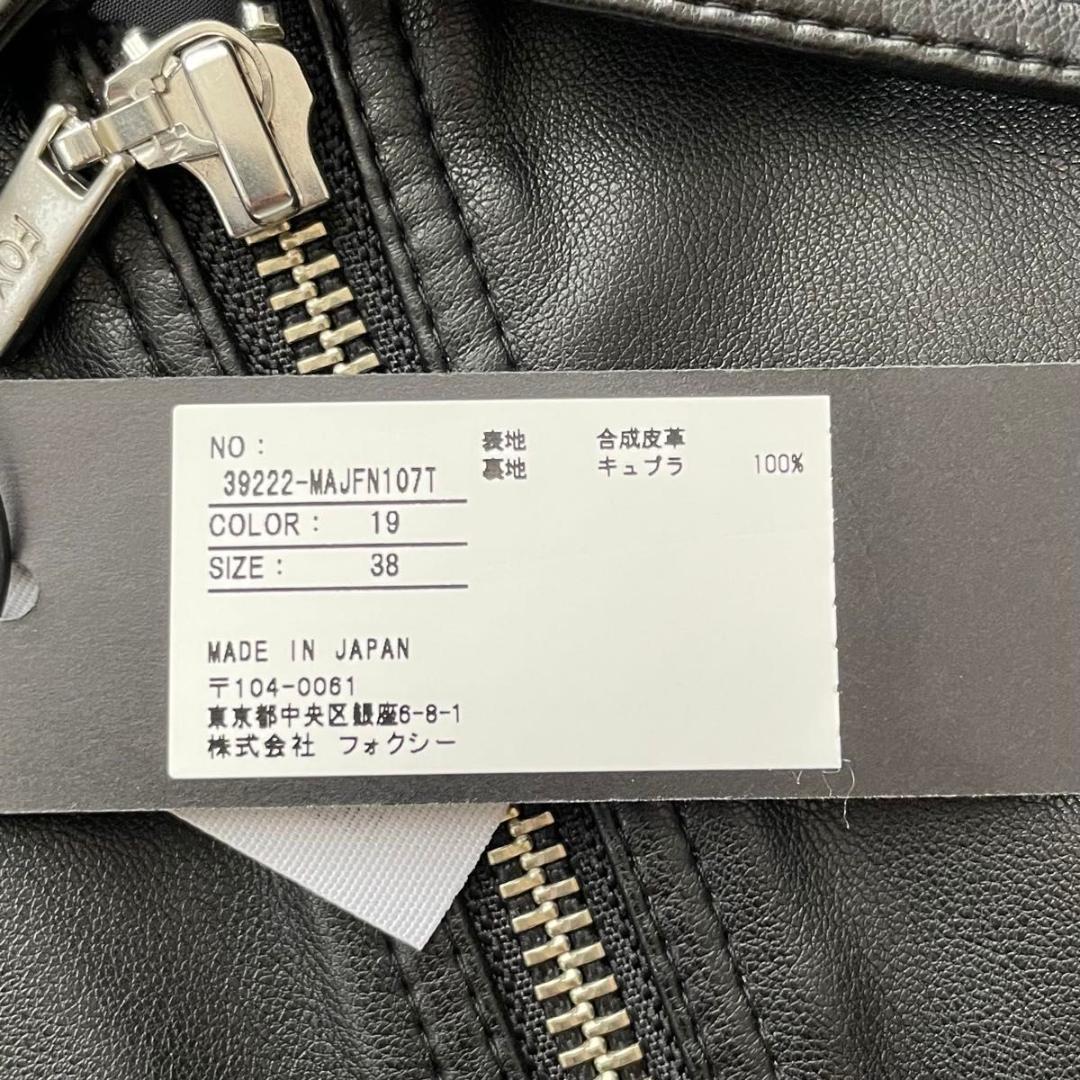 NO :
39222-MAJFN107T
COLOR : 19
SIZE : 38
表地 合成皮革
裏地 キュプラ 100%
MADE IN JAPAN
〒104-0061
東京都中央区銀座6-8-1
株式会社 フォクシー